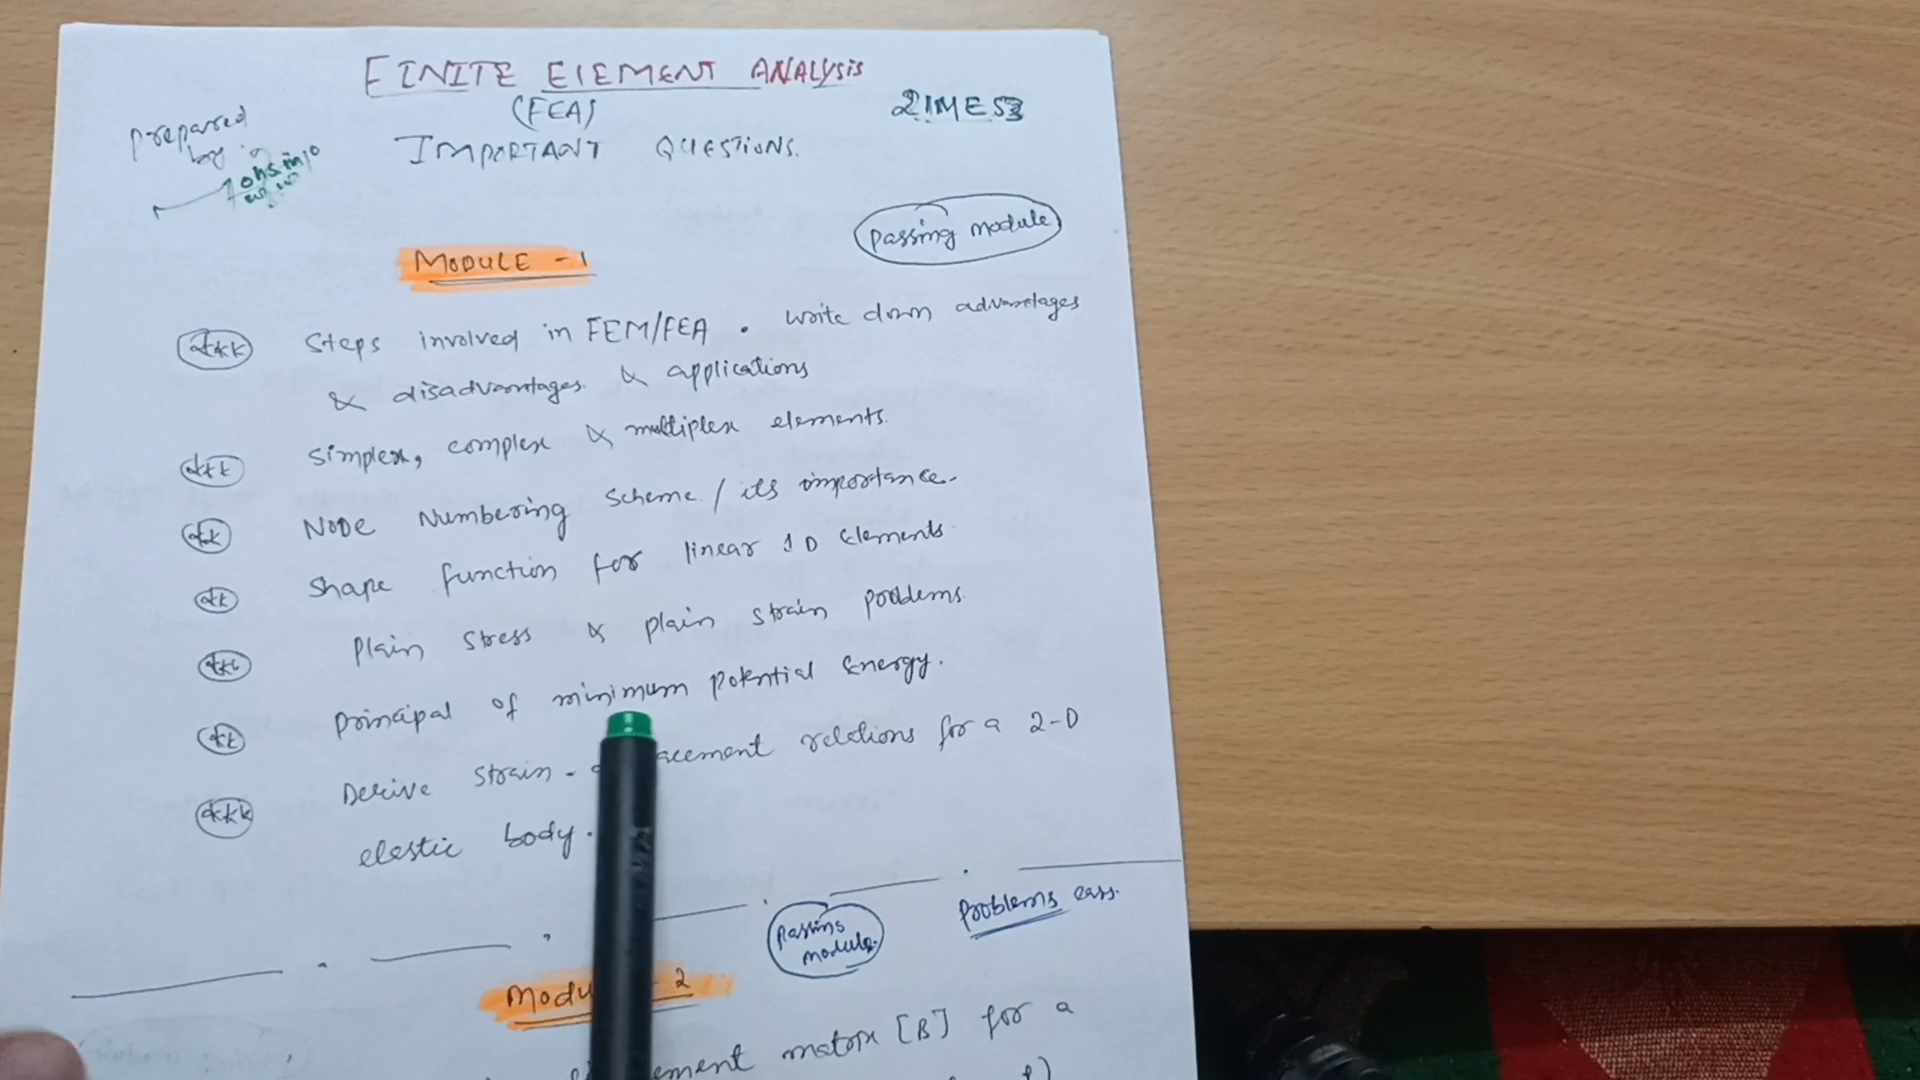 FINITE ELEMENT ANALYSIS
(FEA)
21ME53
prepared
by
IMPORTANT QUESTIONS.
passing module
MODULE - 1
Steps involved in FEM/FEA. write down advantages
& disadvantages. & applications
simplex, complex & multiplex elements.
NODE Numbering scheme / its importance.
shape function for linear 1D Elements
plain stress & plain strain problems.
principal of minimum potential Energy.
Derive strain - acement relations for a 2-D
elastic body.
problems easy.
passing
module.
Modu - 2
ement matrix [B] for a